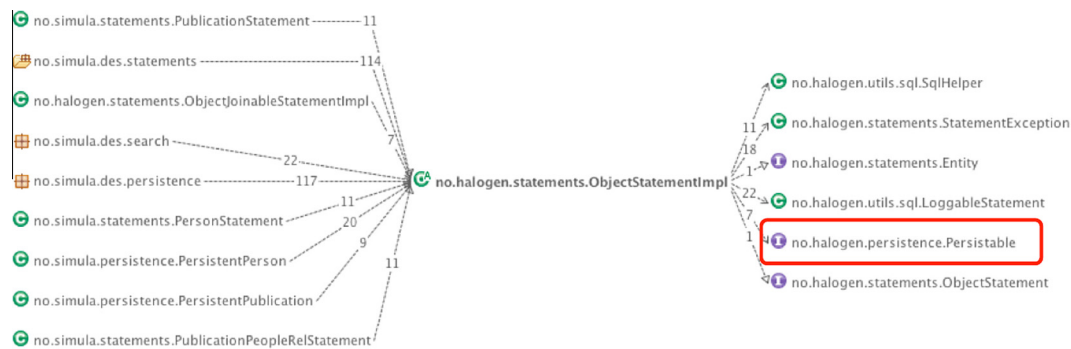 no.simula.statements.PublicationStatement
11
no.simula.des.statements
114
no.halogen.statements.ObjectJoinableStatementImpl
7
no.simula.des.search
22
no.simula.des.persistence
117
no.simula.statements.PersonStatement
11
no.simula.persistence.PersistentPerson
20
no.simula.persistence.PersistentPublication
9
no.simula.statements.PublicationPeopleRelStatement
11
C A
no.halogen.statements.ObjectStatementImpl
11
C no.halogen.utils.sql.SqlHelper
18
C no.halogen.statements.StatementException
1
I no.halogen.statements.Entity
22
C no.halogen.utils.sql.LoggableStatement
7
I no.halogen.persistence.Persistable
1
I no.halogen.statements.ObjectStatement